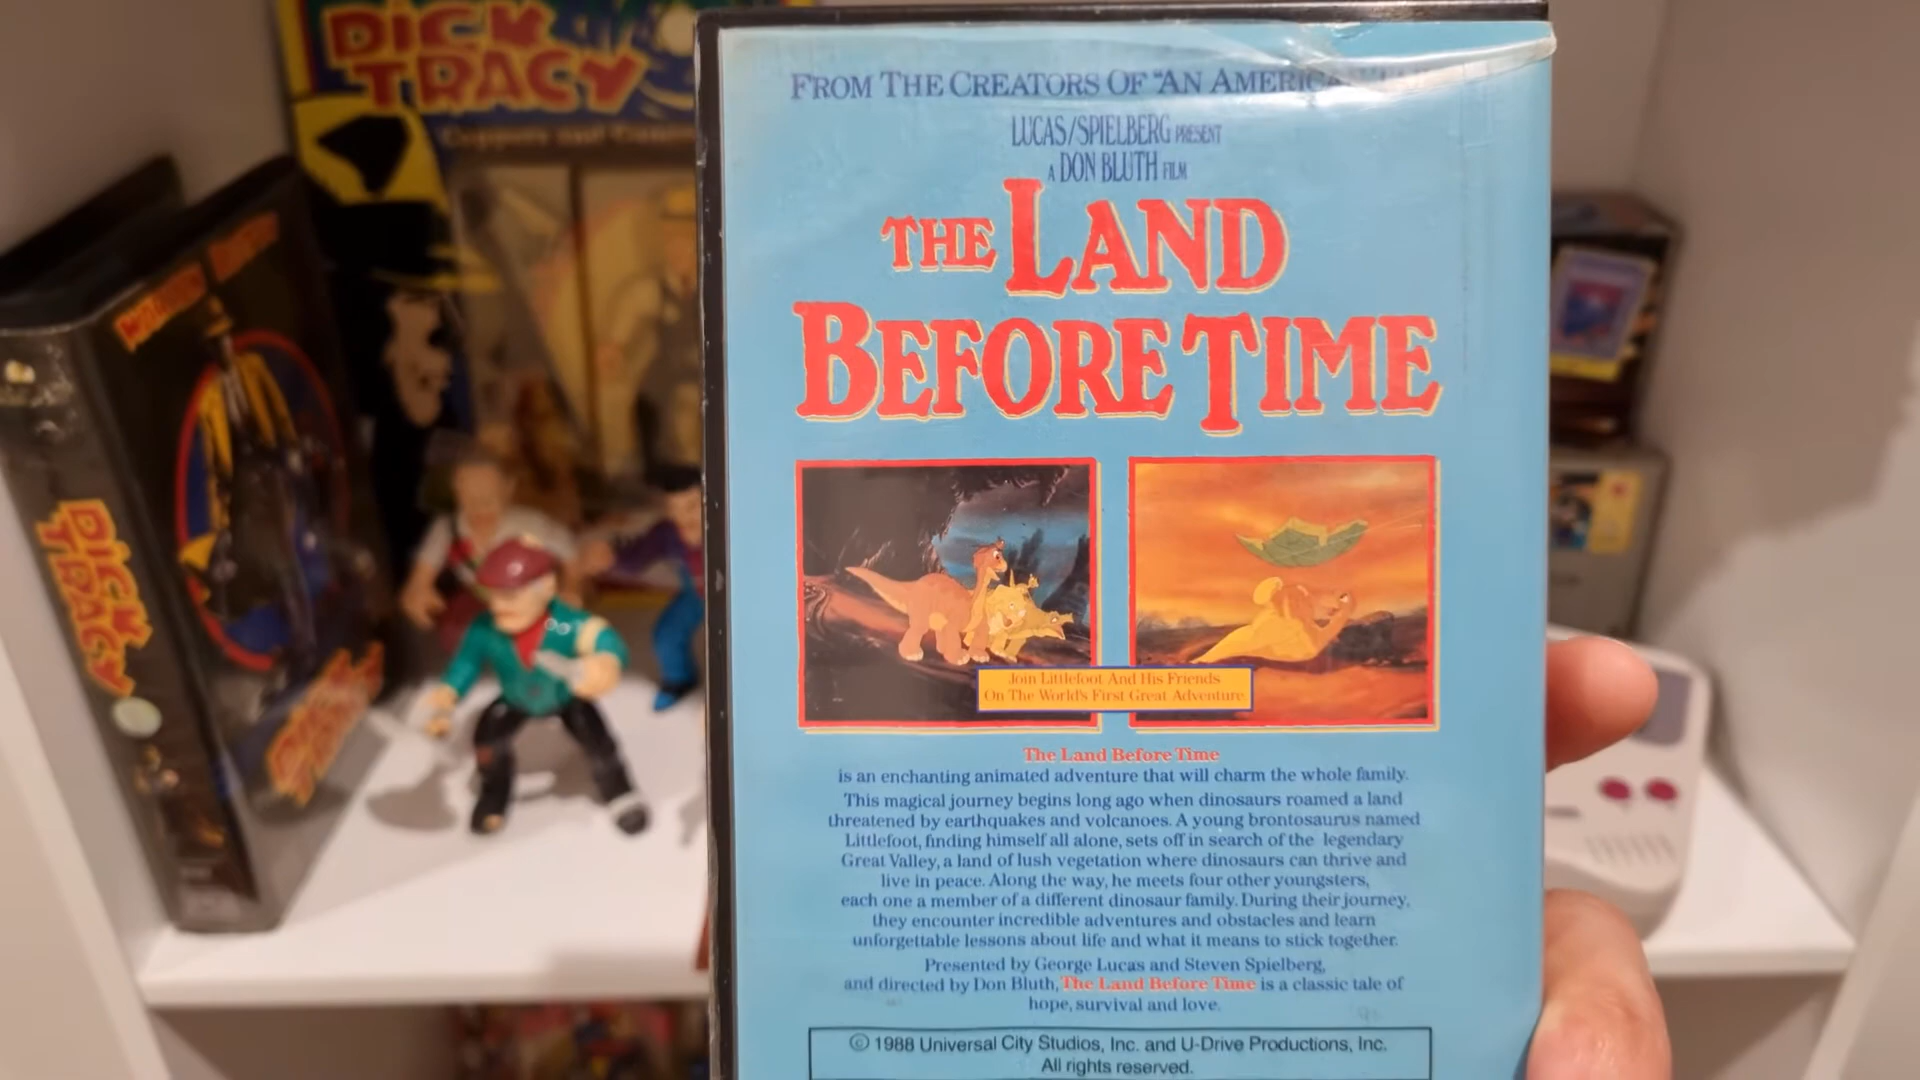 DICK
TRACY
Coppers and
DICK
TRACY
FROM THE CREATORS OF "AN AMERICA
LUCAS/SPIELBERG PRESENT
A DON BLUTH FILM
THE LAND
BEFORE TIME
Join Littlefoot And His Friends
On The World's First Great Adventure.
The Land Before Time
is an enchanting animated adventure that will charm the whole family.
This magical journey begins long ago when dinosaurs roamed a land
threatened by earthquakes and volcanoes. A young brontosaurus named
Littlefoot, finding himself all alone, sets off in search of the legendary
Great Valley, a land of lush vegetation where dinosaurs can thrive and
live in peace. Along the way, he meets four other youngsters,
each one a member of a different dinosaur family. During their journey,
they encounter incredible adventures and obstacles and learn
unforgettable lessons about life and what it means to stick together.
Presented by George Lucas and Steven Spielberg,
and directed by Don Bluth, The Land Before Time is a classic tale of
hope, survival and love.
© 1988 Universal City Studios, Inc. and U-Drive Productions, Inc.
All rights reserved.